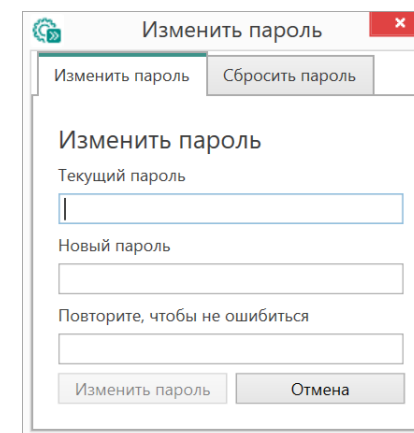 Изменить пароль
Изменить пароль Сбросить пароль
Изменить пароль
Текущий пароль
Новый пароль
Повторите, чтобы не ошибиться
Изменить пароль Отмена